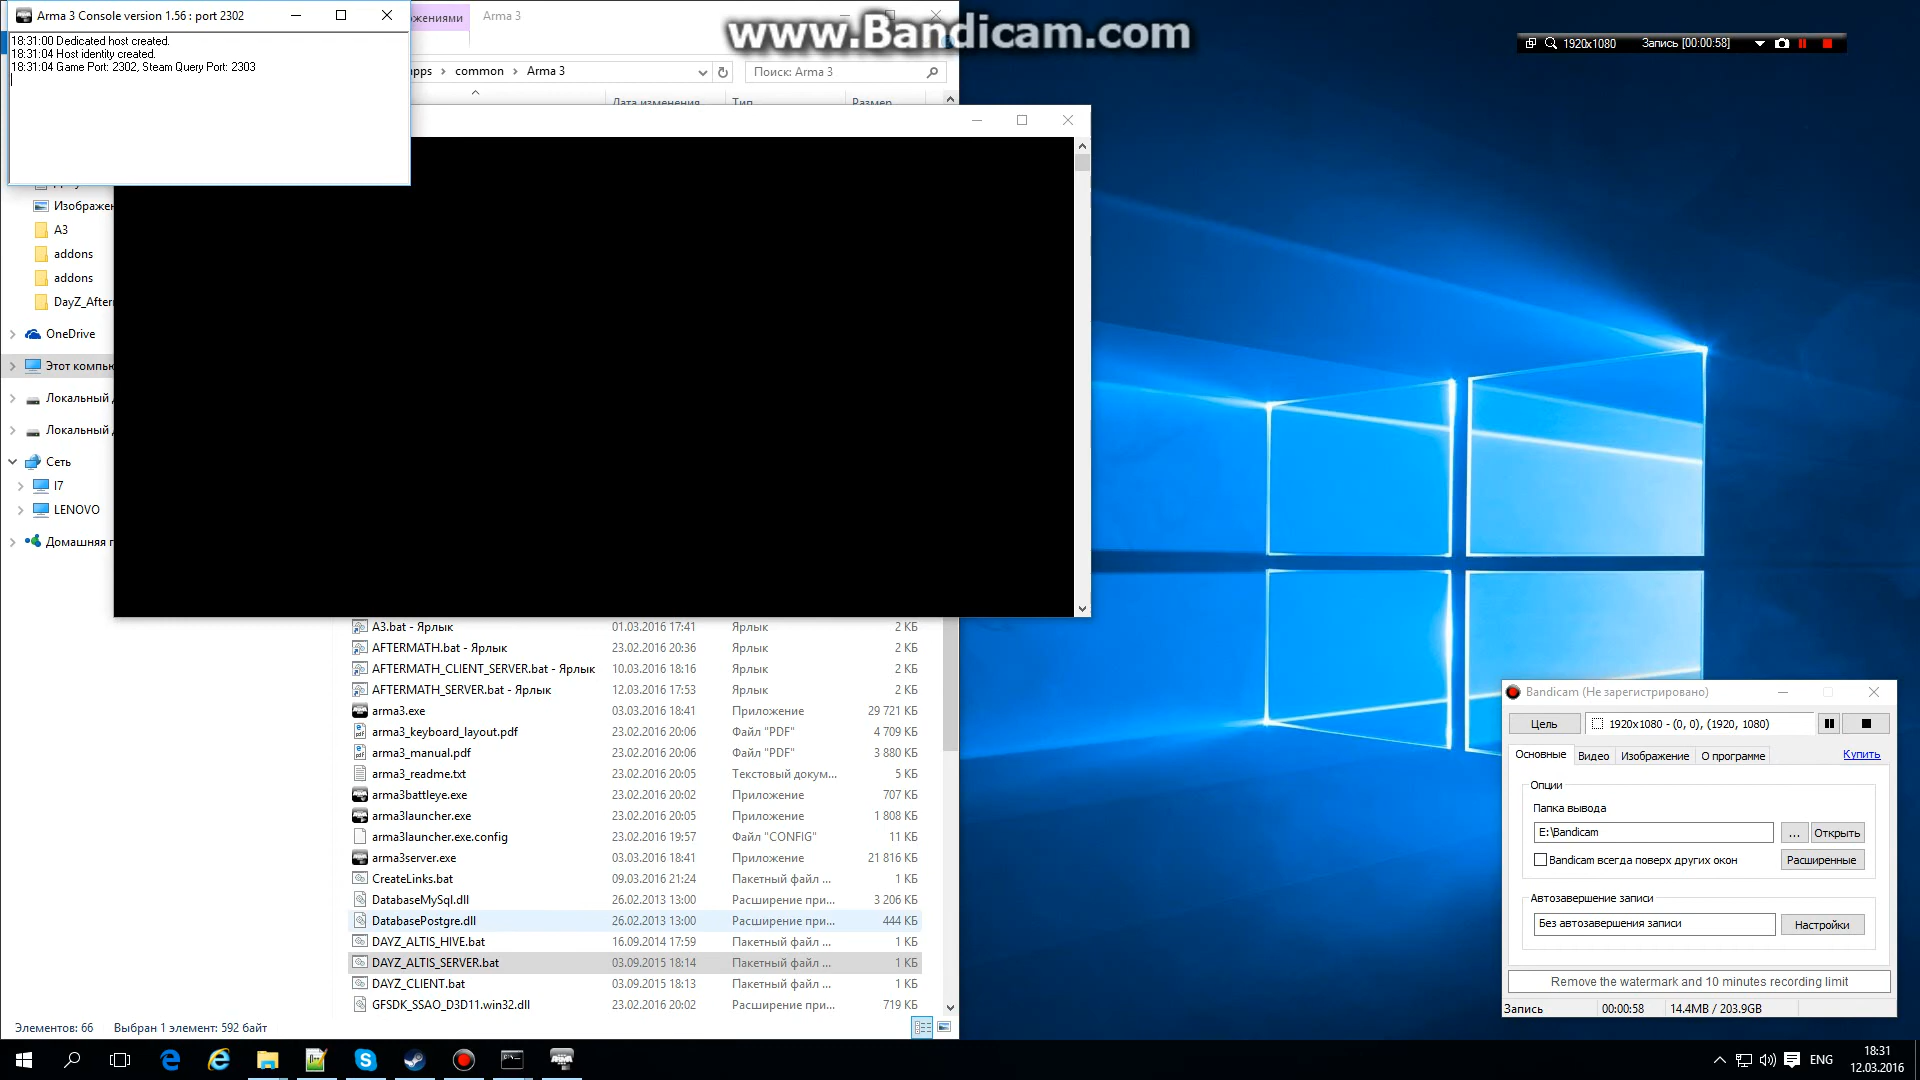 Arma 3 Console version 1.56 : port 2302
18:31:00 Dedicated host created.
18:31:04 Host identity created.
18:31:04 Game Port: 2302, Steam Query Port: 2303
Arma 3
www.Bandicam.com
1920x1080 Запись [00:00:58]
common Arma 3
Поиск: Arma 3
Дата изменения Тип Размер
A3
addons
addons
OneDrive
Локальный
Локальный
Сеть
I7
LENOVO
Домашняя
A3.bat - Ярлык 01.03.2016 17:41 Ярлык 2 КБ
AFTERMATH.bat - Ярлык 23.02.2016 20:36 Ярлык 2 КБ
AFTERMATH_CLIENT_SERVER.bat - Ярлык 10.03.2016 18:16 Ярлык 2 КБ
AFTERMATH_SERVER.bat - Ярлык 12.03.2016 17:53 Ярлык 2 КБ
arma3.exe 03.03.2016 18:41 Приложение 29 721 КБ
arma3_keyboard_layout.pdf 23.02.2016 20:06 Файл "PDF" 4 709 КБ
arma3_manual.pdf 23.02.2016 20:06 Файл "PDF" 3 880 КБ
arma3_readme.txt 23.02.2016 20:05 Текстовый докум... 5 КБ
arma3battleye.exe 23.02.2016 20:02 Приложение 707 КБ
arma3launcher.exe 23.02.2016 20:05 Приложение 1 808 КБ
arma3launcher.exe.config 23.02.2016 19:57 Файл "CONFIG" 11 КБ
arma3server.exe 03.03.2016 18:41 Приложение 21 816 КБ
CreateLinks.bat 09.03.2016 21:24 Пакетный файл ... 1 КБ
DatabaseMySql.dll 26.02.2013 13:00 Расширение при... 3 206 КБ
DatabasePostgre.dll 26.02.2013 13:00 Расширение при... 444 КБ
DAYZ_ALTIS_HIVE.bat 16.09.2014 17:59 Пакетный файл ... 1 КБ
DAYZ_ALTIS_SERVER.bat 03.09.2015 18:14 Пакетный файл ... 1 КБ
DAYZ_CLIENT.bat 03.09.2015 18:13 Пакетный файл ... 1 КБ
GFSDK_SSAO_D3D11.win32.dll 23.02.2016 20:02 Расширение при... 719 КБ
Элементов: 66 Выбран 1 элемент: 592 байт
Bandicam (Не зарегистрировано)
Цель 1920x1080 - (0, 0), (1920, 1080)
Основные Видео Изображение О программе Купить
Опции
Папка вывода
E:\Bandicam ... Открыть
Bandicam всегда поверх других окон Расширенные
Автозавершение записи
Без автозавершения записи Настройки
Remove the watermark and 10 minutes recording limit
Запись 00:00:58 14.4MB / 203.9GB
ENG
18:31
12.03.2016